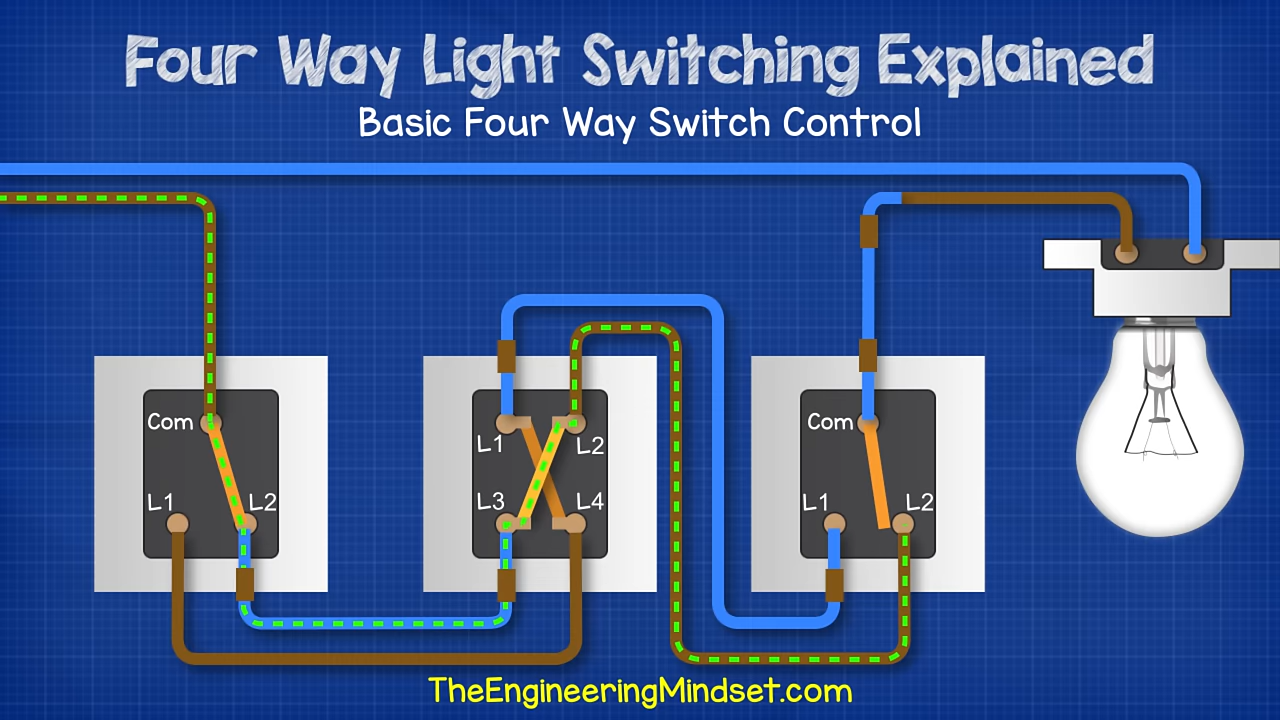 Four Way Light Switching Explained
Basic Four Way Switch Control
Com
L1
L2
L1
L2
L3
L4
Com
L1
L2
TheEngineeringMindset.com